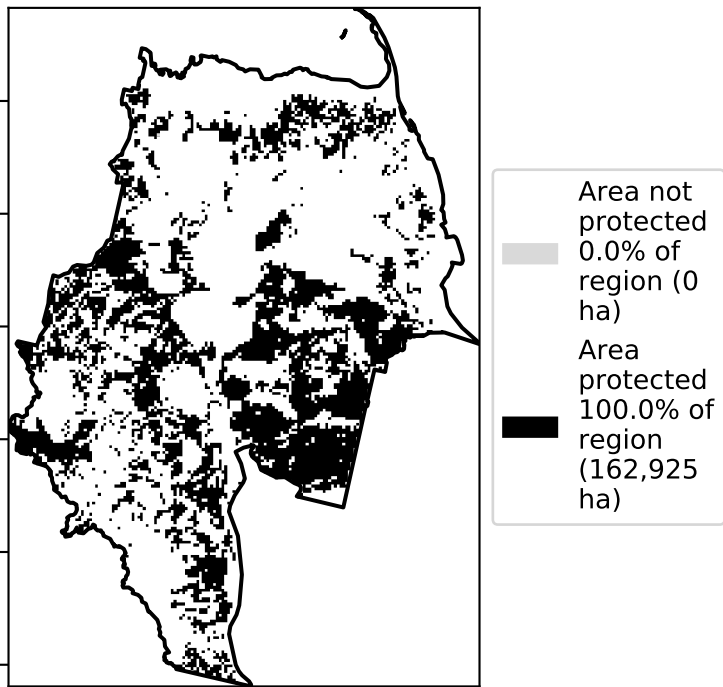 Area not
protected
0.0% of
region (0
ha)
Area
protected
100.0% of
region
(162,925
ha)